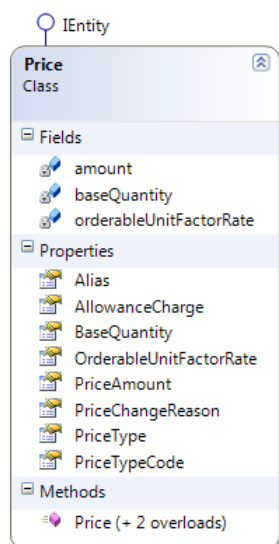 IEntity
Price
Class
Fields
amount
baseQuantity
orderableUnitFactorRate
Properties
Alias
AllowanceCharge
BaseQuantity
OrderableUnitFactorRate
PriceAmount
PriceChangeReason
PriceType
PriceTypeCode
Methods
Price (+ 2 overloads)